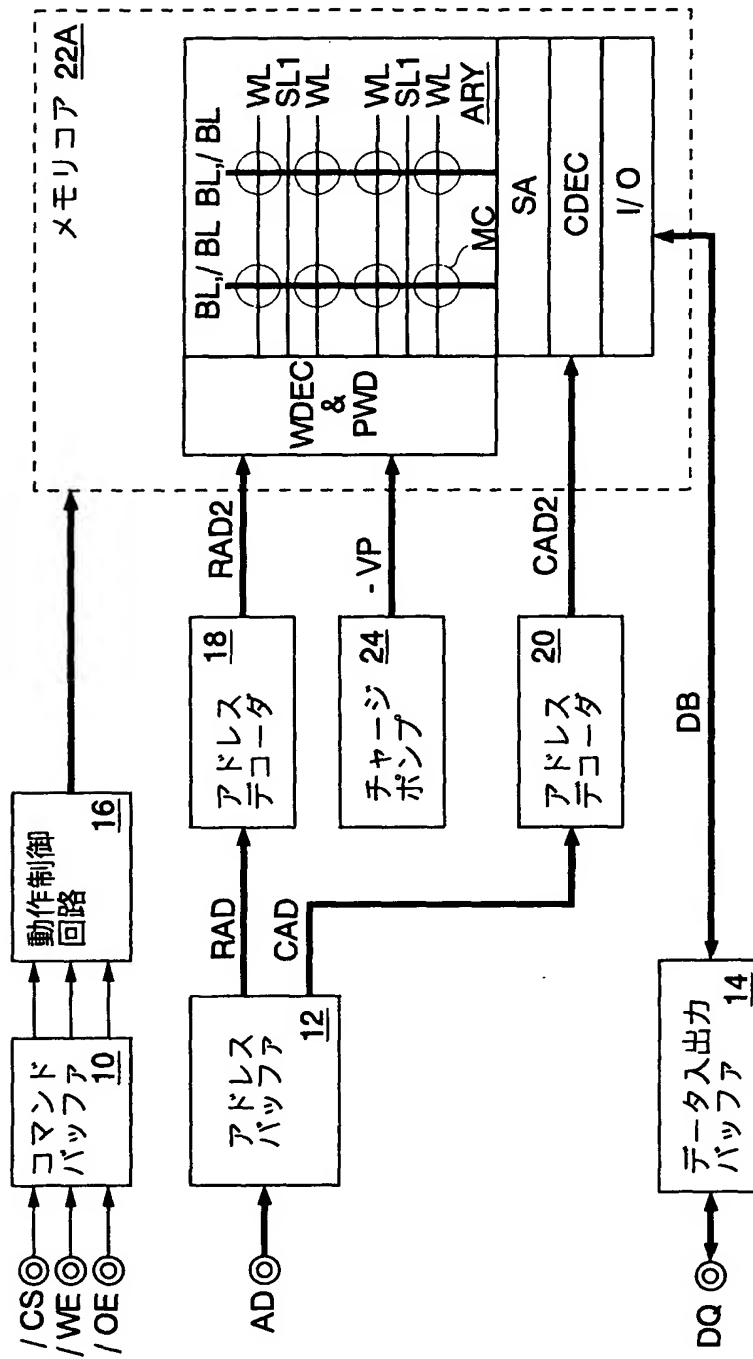 /CS
/WE
/OE
コマンド
バッファ
10
動作制御
回路
16
メモリコア 22A
AD
アドレス
バッファ
12
RAD
CAD
アドレス
デコーダ
18
RAD2
チャージ
ポンプ
24
-VP
アドレス
デコーダ
20
CAD2
WDEC
&
PWD
BL,/BL BL,/BL
WL
SL1
WL
WL
SL1
WL
ARY
MC
SA
CDEC
I/O
DB
DQ
データ入出力
バッファ
14